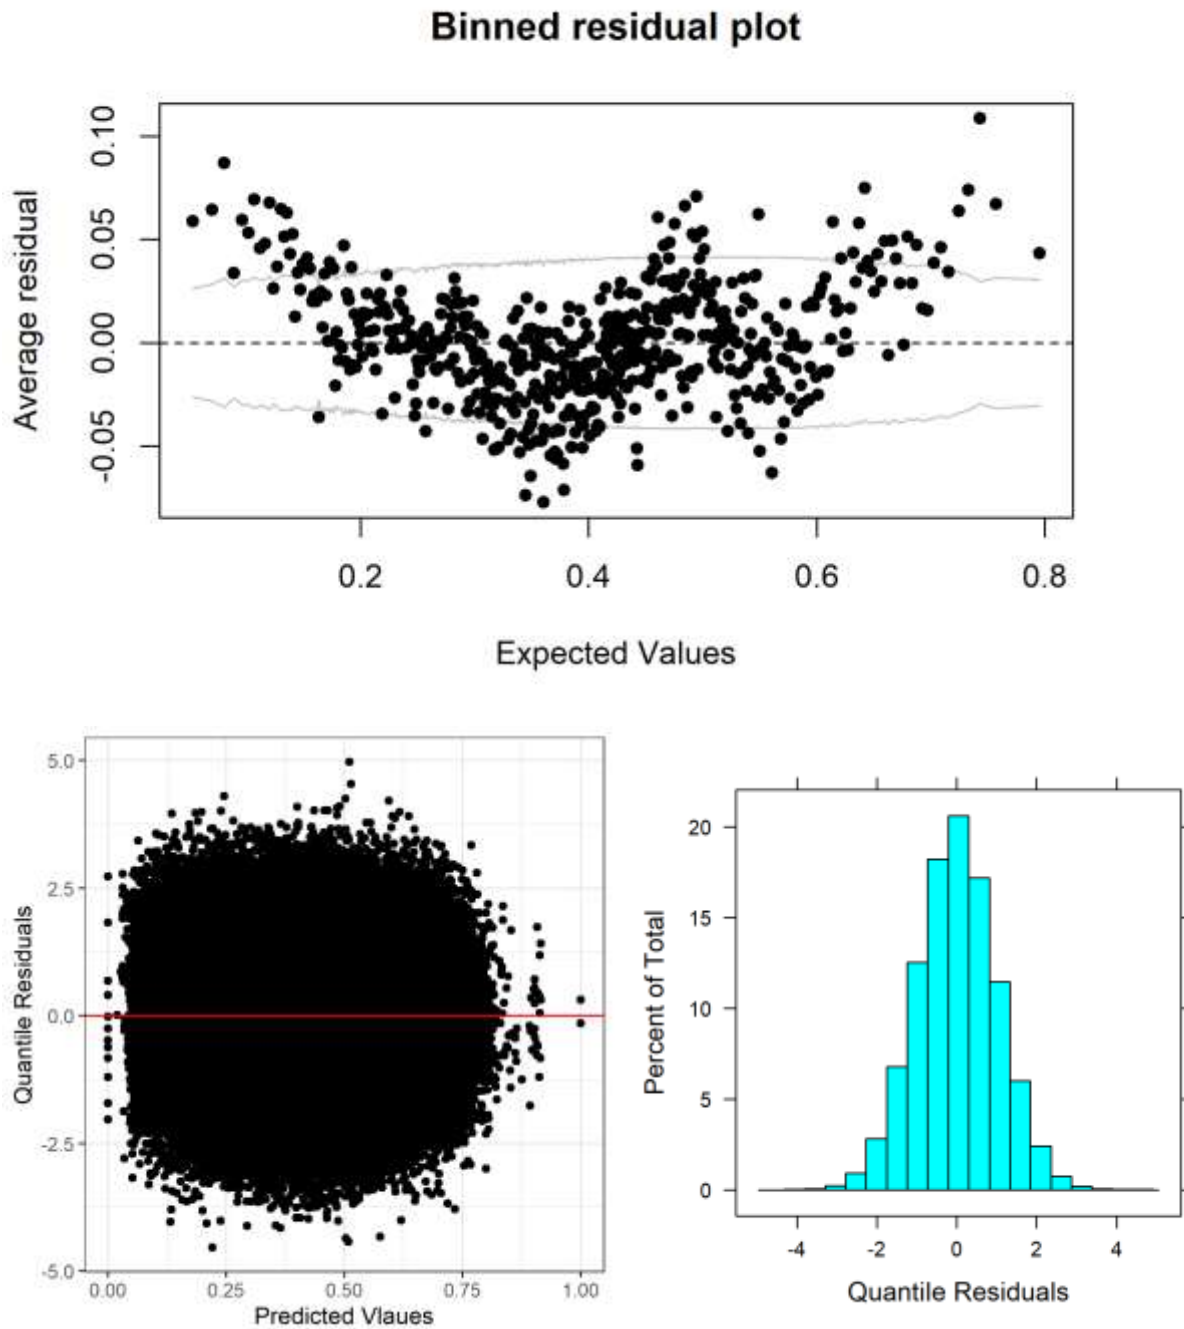 Binned residual plot
Average residual
0.10
0.05
0.00
-0.05
0.2 0.4 0.6 0.8
Expected Values
Quantile Residuals
5.0
2.5
0.0
-2.5
-5.0
0.00 0.25 0.50 0.75 1.00
Predicted Vlaues
Percent of Total
20
15
10
5
0
-4 -2 0 2 4
Quantile Residuals